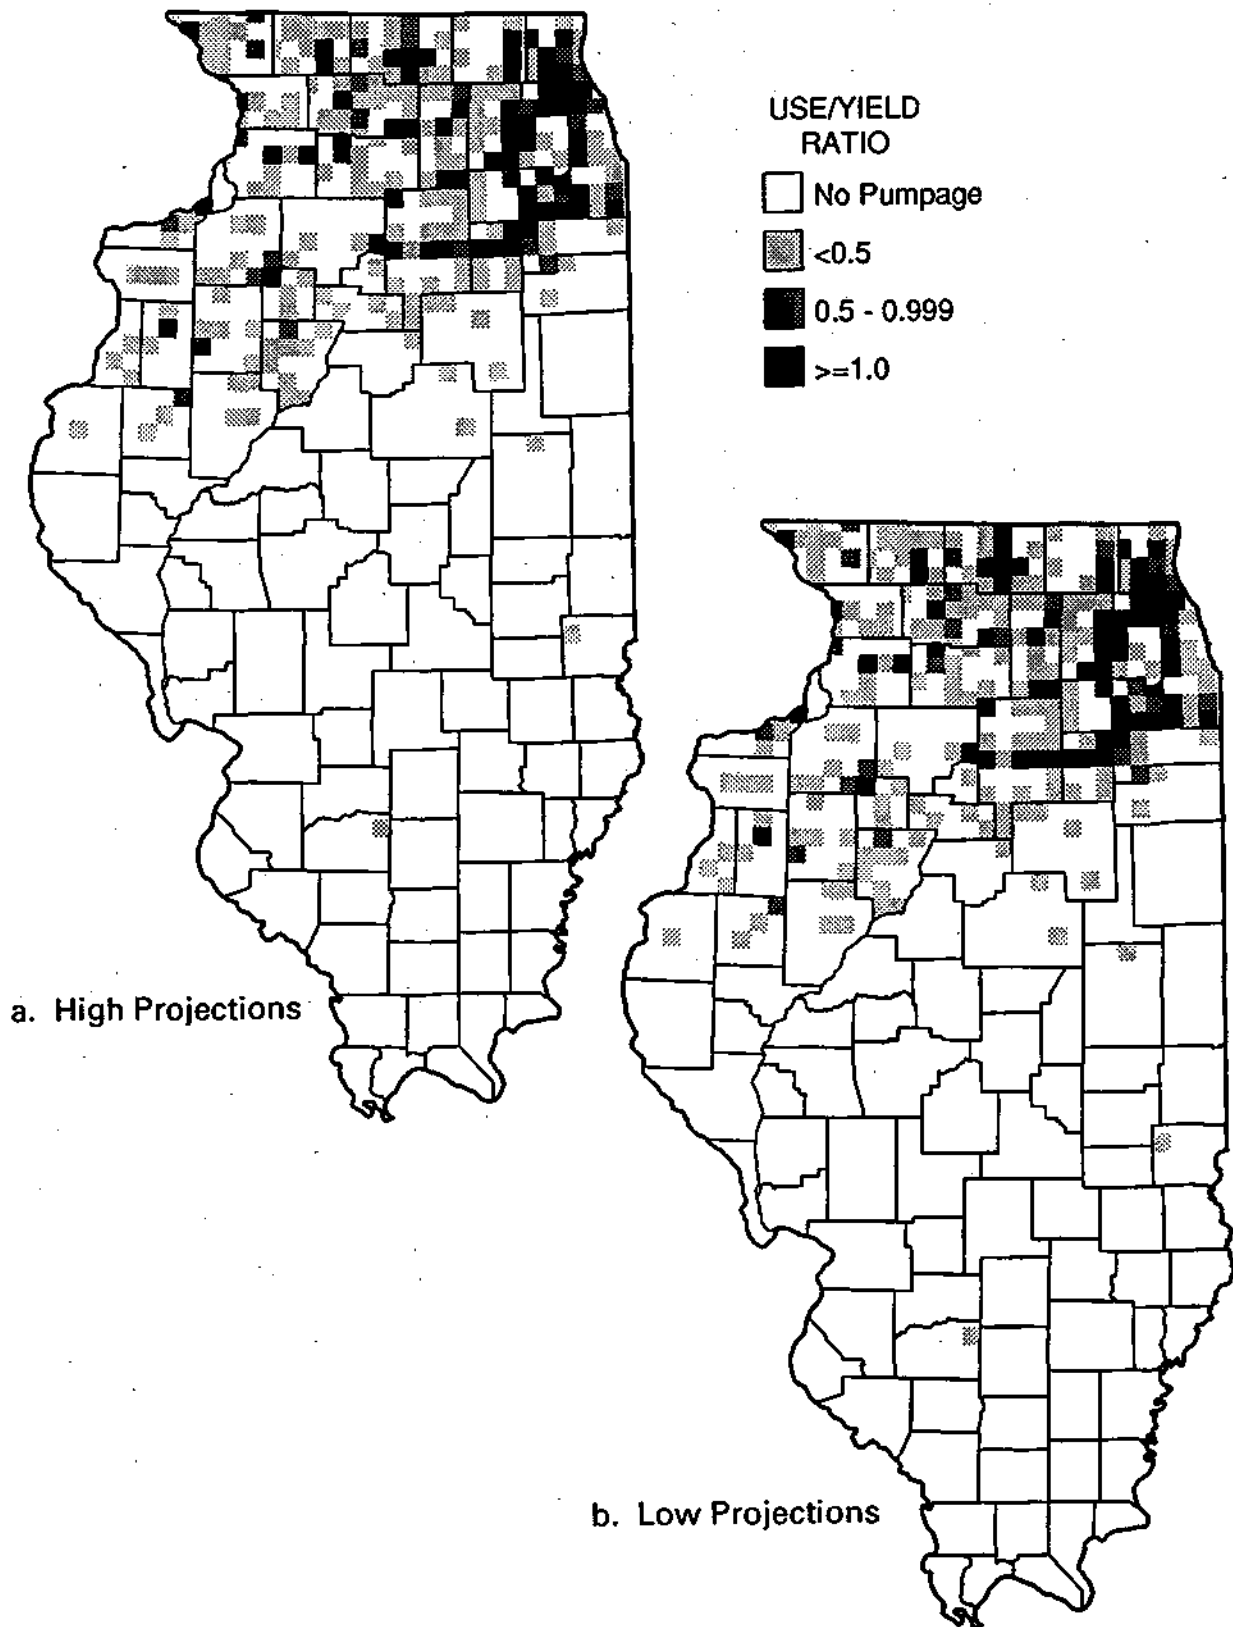 USE/YIELD
RATIO
No Pumpage
<0.5
0.5 - 0.999
>=1.0
a. High Projections
b. Low Projections